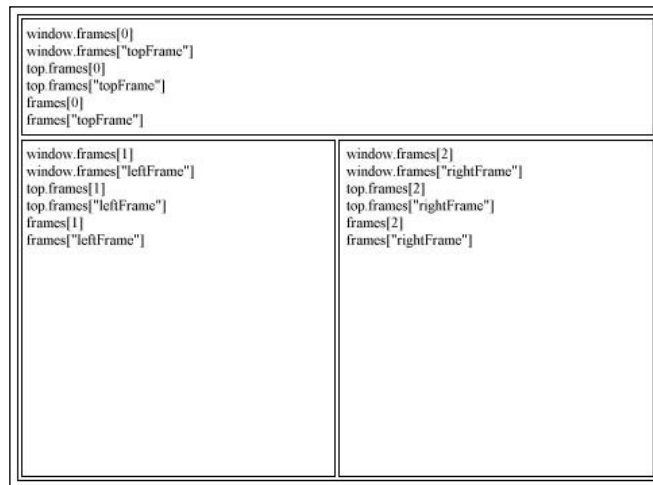 window.frames[0]
window.frames["topFrame"]
top.frames[0]
top.frames["topFrame"]
frames[0]
frames["topFrame"]
window.frames[1]
window.frames["leftFrame"]
top.frames[1]
top.frames["leftFrame"]
frames[1]
frames["leftFrame"]
window.frames[2]
window.frames["rightFrame"]
top.frames[2]
top.frames["rightFrame"]
frames[2]
frames["rightFrame"]